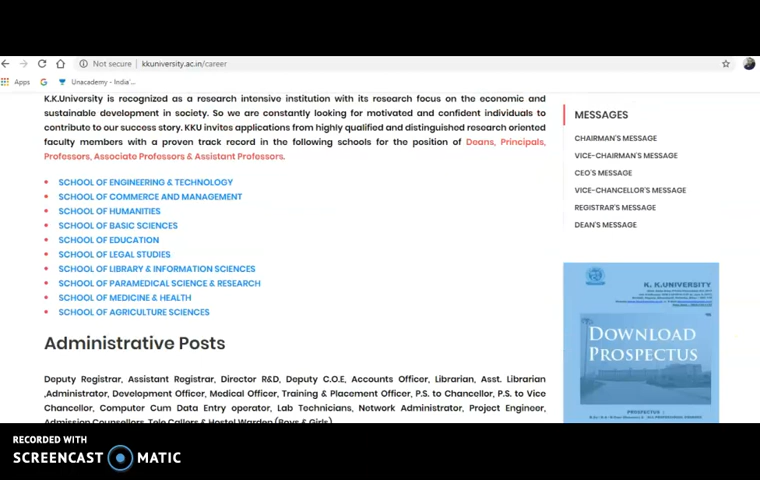 Not secure | kkuniversity.ac.in/career
Apps
Unacademy - India'...
K.K.University is recognized as a research intensive institution with its research focus on the economic and
sustainable development in society. So we are constantly looking for motivated and confident individuals to
contribute to our success story. KKU invites applications from highly qualified and distinguished research oriented
faculty members with a proven track record in the following schools for the position of Deans, Principals,
Professors, Associate Professors & Assistant Professors.
SCHOOL OF ENGINEERING & TECHNOLOGY
SCHOOL OF COMMERCE AND MANAGEMENT
SCHOOL OF HUMANITIES
SCHOOL OF BASIC SCIENCES
SCHOOL OF EDUCATION
SCHOOL OF LEGAL STUDIES
SCHOOL OF LIBRARY & INFORMATION SCIENCES
SCHOOL OF PARAMEDICAL SCIENCE & RESEARCH
SCHOOL OF MEDICINE & HEALTH
SCHOOL OF AGRICULTURE SCIENCES
Administrative Posts
Deputy Registrar, Assistant Registrar, Director R&D, Deputy C.O.E, Accounts Officer, Librarian, Asst. Librarian
,Administrator, Development Officer, Medical Officer, Training & Placement Officer, P.S. to Chancellor, P.S. to Vice
Chancellor, Computer Cum Data Entry operator, Lab Technicians, Network Administrator, Project Engineer,
Admission Counsellors, Tele Callers & Hostel Warden (Boys & Girls)
MESSAGES
CHAIRMAN'S MESSAGE
VICE-CHAIRMAN'S MESSAGE
CEO'S MESSAGE
VICE-CHANCELLOR'S MESSAGE
REGISTRAR'S MESSAGE
DEAN'S MESSAGE
K. K.UNIVERSITY
DOWNLOAD
PROSPECTUS
PROSPECTUS :
RECORDED WITH
SCREENCAST MATIC